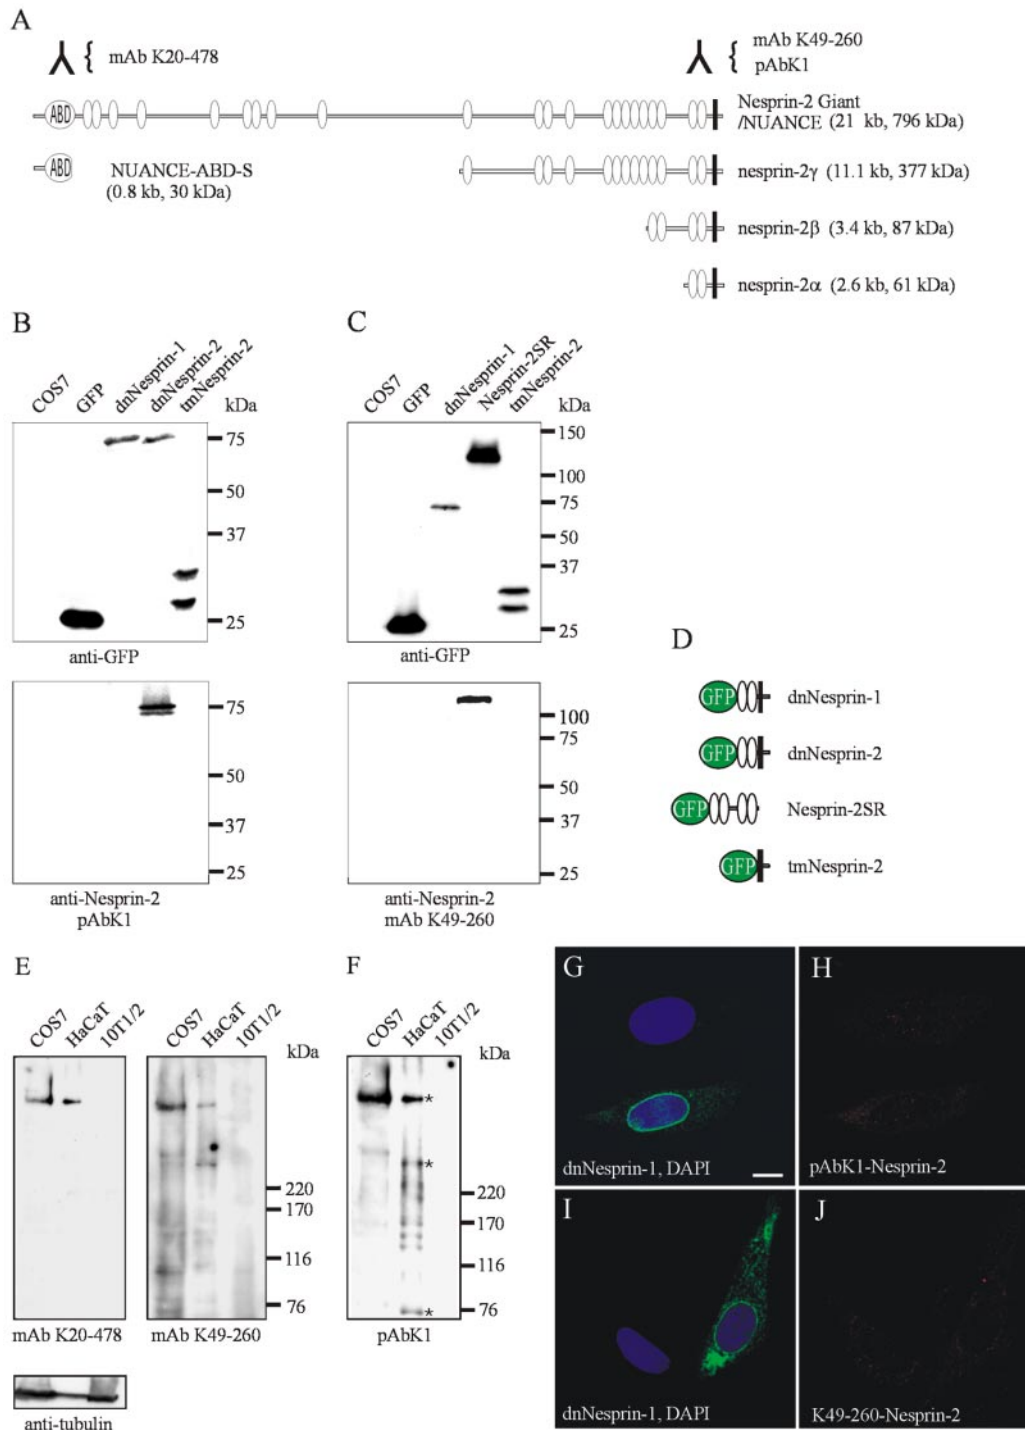 A
mAb K20-478
mAb K49-260
pAbK1
ABD
Nesprin-2 Giant
/NUANCE (21 kb, 796 kDa)
ABD
NUANCE-ABD-S
(0.8 kb, 30 kDa)
nesprin-2γ (11.1 kb, 377 kDa)
nesprin-2β (3.4 kb, 87 kDa)
nesprin-2α (2.6 kb, 61 kDa)
B
COS7
GFP
dnNesprin-1
dnNesprin-2
tmNesprin-2
kDa
75
50
37
25
anti-GFP
75
50
37
25
anti-Nesprin-2
pAbK1
C
COS7
GFP
dnNesprin-1
Nesprin-2SR
tmNesprin-2
kDa
150
100
75
50
37
25
anti-GFP
100
75
50
37
25
anti-Nesprin-2
mAb K49-260
D
GFP
dnNesprin-1
GFP
dnNesprin-2
GFP
Nesprin-2SR
GFP
tmNesprin-2
E
COS7
HaCaT
10T1/2
mAb K20-478
COS7
HaCaT
10T1/2
kDa
220
170
116
76
mAb K49-260
anti-tubulin
F
COS7
HaCaT
10T1/2
kDa
*
*
220
170
116
76
*
pAbK1
G
dnNesprin-1, DAPI
H
pAbK1-Nesprin-2
I
dnNesprin-1, DAPI
J
K49-260-Nesprin-2